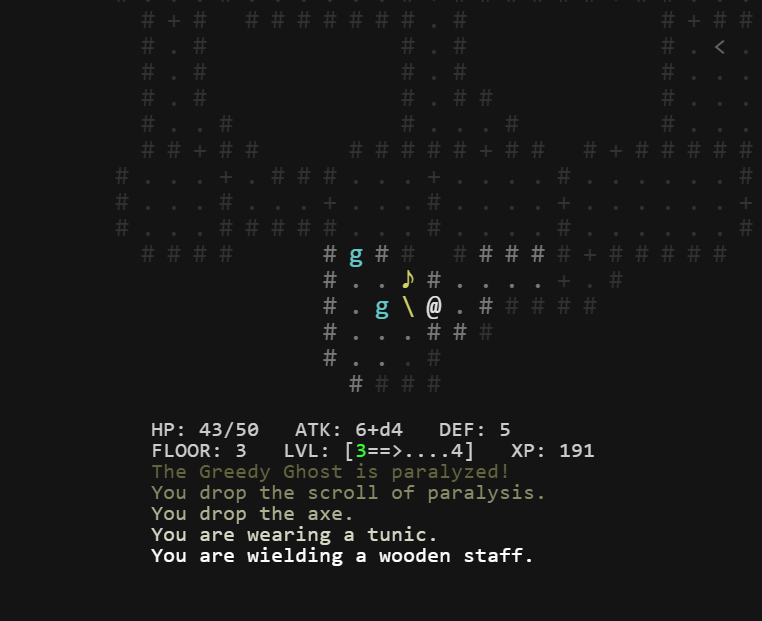 HP: 43/50 ATK: 6+d4 DEF: 5
FLOOR: 3 LVL: [3==>....4] XP: 191
The Greedy Ghost is paralyzed!
You drop the scroll of paralysis.
You drop the axe.
You are wearing a tunic.
You are wielding a wooden staff.